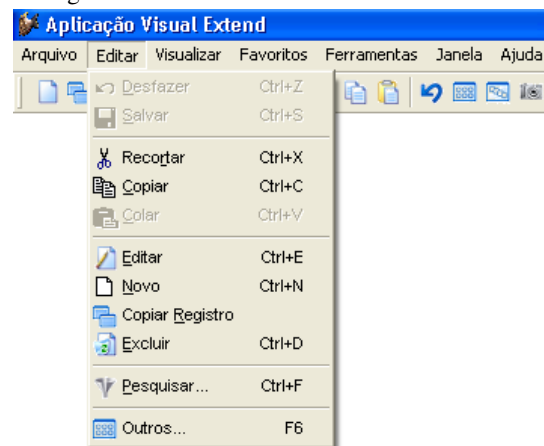 Aplicação Visual Extend
Arquivo Editar Visualizar Favoritos Ferramentas Janela Ajuda
Desfazer Ctrl+Z
Salvar Ctrl+S
Recortar Ctrl+X
Copiar Ctrl+C
Colar Ctrl+V
Editar Ctrl+E
Novo Ctrl+N
Copiar Registro
Excluir Ctrl+D
Pesquisar... Ctrl+F
Outros... F6